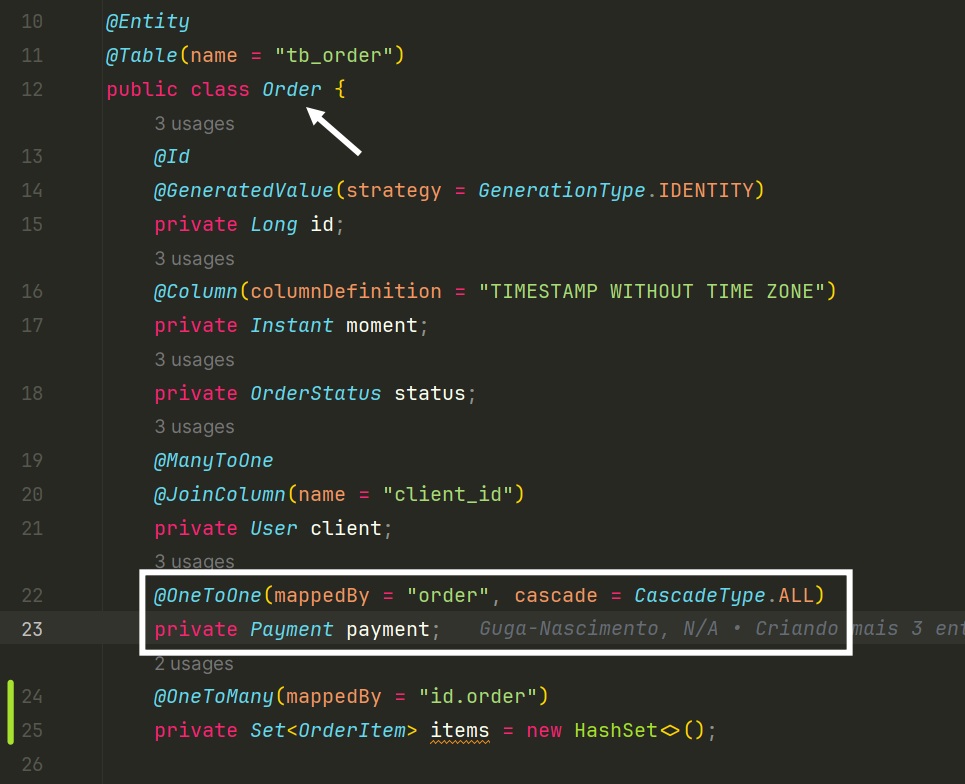 10 @Entity
11 @Table(name = "tb_order")
12 public class Order {
3 usages
13 @Id
14 @GeneratedValue(strategy = GenerationType.IDENTITY)
15 private Long id;
3 usages
16 @Column(columnDefinition = "TIMESTAMP WITHOUT TIME ZONE")
17 private Instant moment;
3 usages
18 private OrderStatus status;
3 usages
19 @ManyToOne
20 @JoinColumn(name = "client_id")
21 private User client;
3 usages
22 @OneToOne(mappedBy = "order", cascade = CascadeType.ALL)
23 private Payment payment; Guga-Nascimento, N/A • Criando mais 3 ent
2 usages
24 @OneToMany(mappedBy = "id.order")
25 private Set<OrderItem> items = new HashSet<>();
26